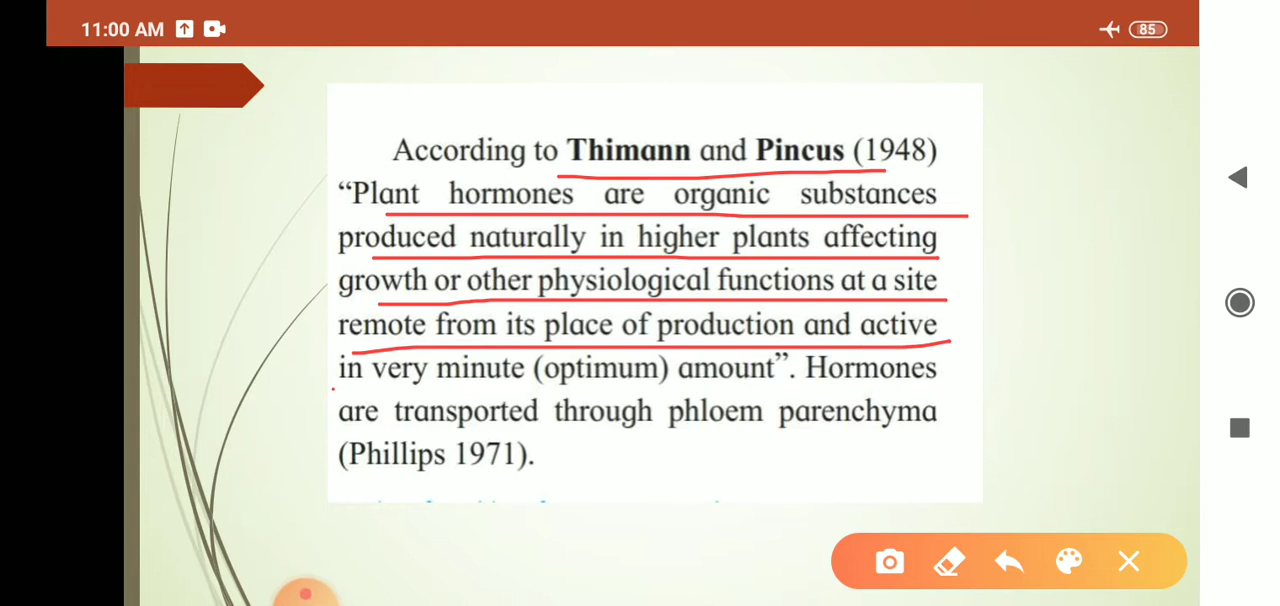 11:00 AM
85
According to Thimann and Pincus (1948)
“Plant hormones are organic substances
produced naturally in higher plants affecting
growth or other physiological functions at a site
remote from its place of production and active
in very minute (optimum) amount”. Hormones
are transported through phloem parenchyma
(Phillips 1971).